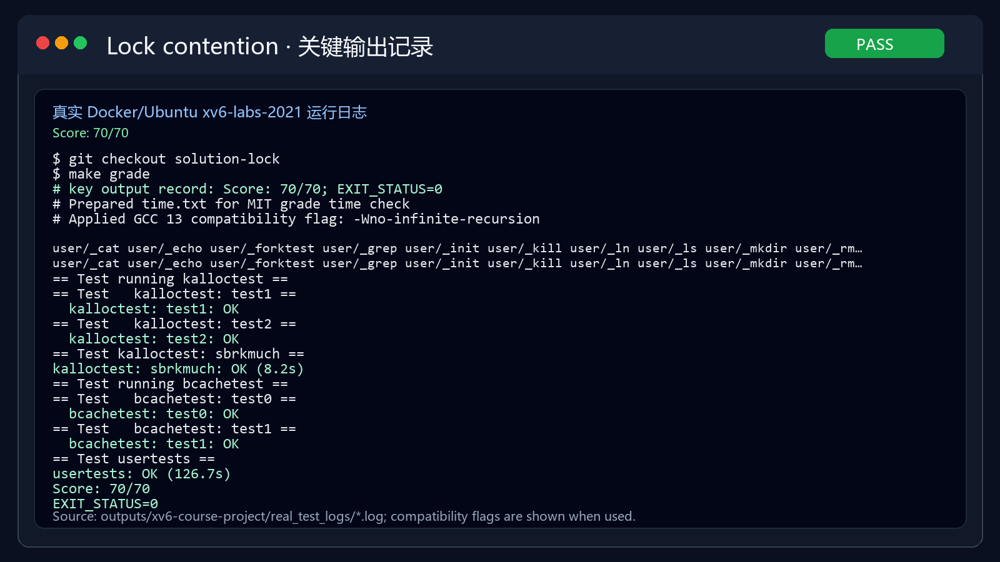 Lock contention · 关键输出记录
PASS
真实 Docker/Ubuntu xv6-labs-2021 运行日志
Score: 70/70
$ git checkout solution-lock
$ make grade
# key output record: Score: 70/70; EXIT_STATUS=0
# Prepared time.txt for MIT grade time check
# Applied GCC 13 compatibility flag: -Wno-infinite-recursion
user/_cat user/_echo user/_forktest user/_grep user/_init user/_kill user/_ln user/_ls user/_mkdir user/_rm…
user/_cat user/_echo user/_forktest user/_grep user/_init user/_kill user/_ln user/_ls user/_mkdir user/_rm…
== Test running kalloctest ==
== Test   kalloctest: test1 ==
  kalloctest: test1: OK
== Test   kalloctest: test2 ==
  kalloctest: test2: OK
== Test kalloctest: sbrkmuch ==
kalloctest: sbrkmuch: OK (8.2s)
== Test running bcachetest ==
== Test   bcachetest: test0 ==
  bcachetest: test0: OK
== Test   bcachetest: test1 ==
  bcachetest: test1: OK
== Test usertests ==
usertests: OK (126.7s)
Score: 70/70
EXIT_STATUS=0
Source: outputs/xv6-course-project/real_test_logs/*.log; compatibility flags are shown when used.